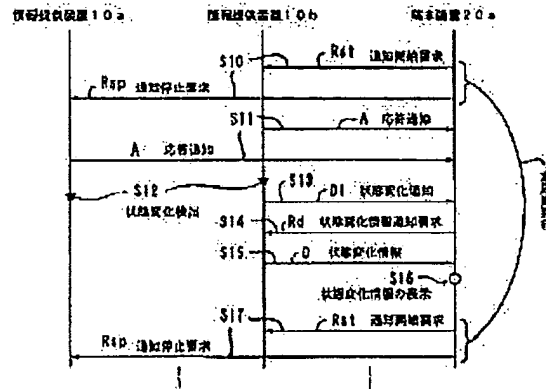 情報提供装置10a 情報提供装置10b 端末装置20a
S10 Rst 通知開始要求
Rsp 通知停止要求
S11 A 応答通知
A 応答通知
S12 状態変化検出
S13 D1 状態変化通知
S14 Rd 状態変化情報通知要求
S15 D 状態変化情報
S16
状態変化情報の表示
S17 Rst 通知開始要求
Rsp 通知停止要求